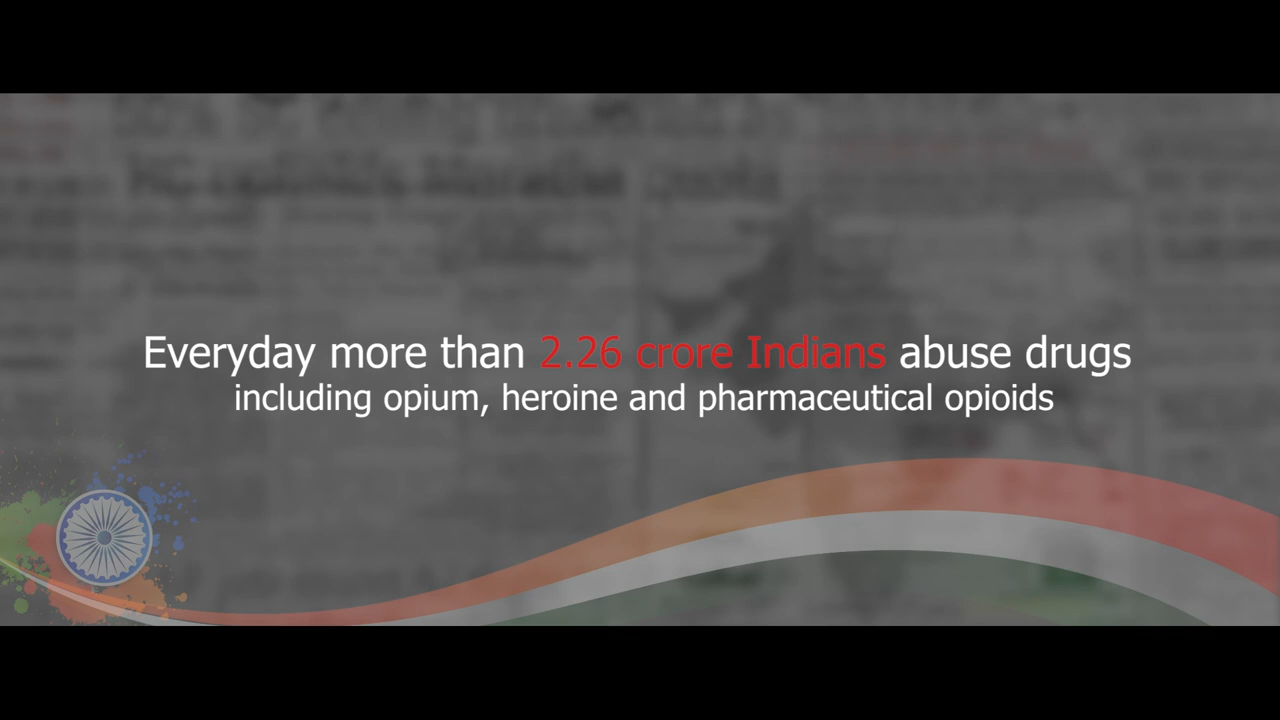 Everyday more than 2.26 crore Indians abuse drugs
including opium, heroine and pharmaceutical opioids